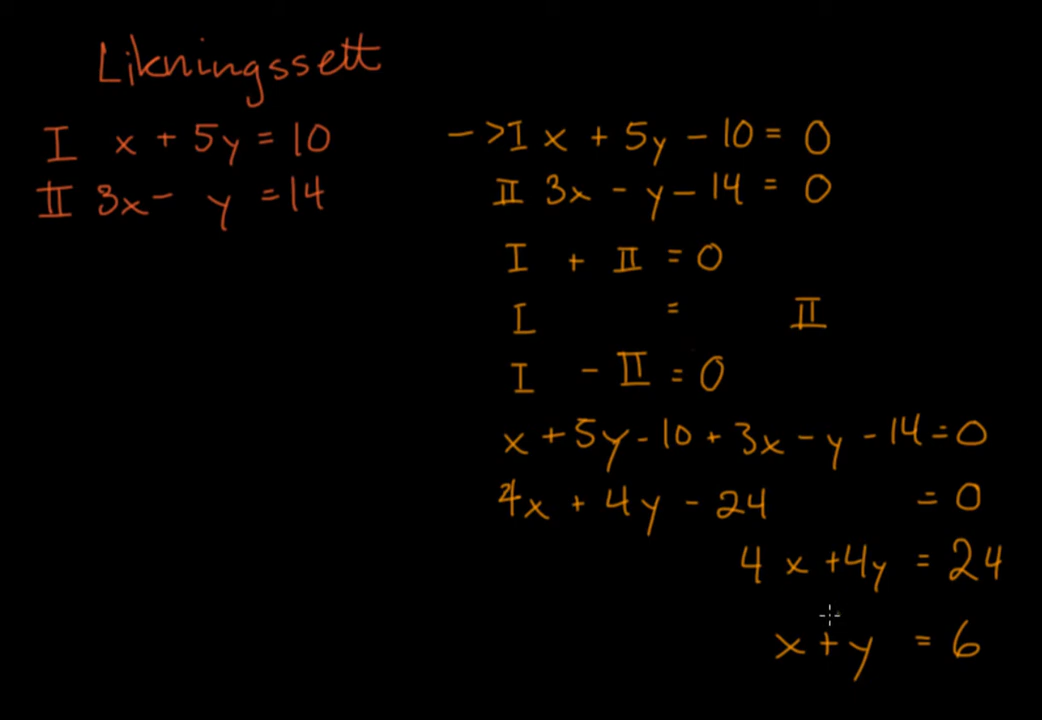 Likningssett
I x + 5y = 10
II 3x - y = 14
-> I x + 5y - 10 = 0
II 3x - y - 14 = 0
I + II = 0
I = II
I - II = 0
x + 5y - 10 + 3x - y - 14 = 0
4x + 4y - 24 = 0
4x + 4y = 24
x + y = 6